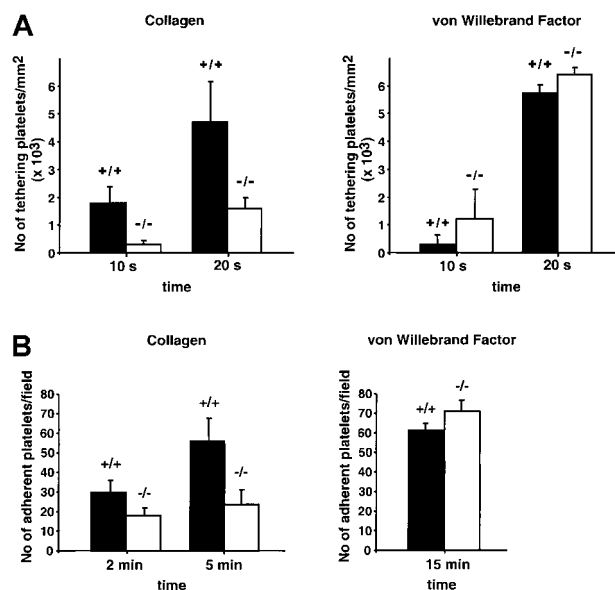 A
Collagen
von Willebrand Factor
No of tethering platelets/mm2
(x 10³)
6
5
4
3
2
1
0
+/+
-/-
+/+
-/-
10 s
20 s
time
No of tethering platelets/mm2
(x 10³)
6
5
4
3
2
1
0
+/+
-/-
+/+
-/-
10 s
20 s
time
B
Collagen
von Willebrand Factor
No of adherent platelets/field
80
70
60
50
40
30
20
10
0
+/+
-/-
+/+
-/-
2 min
5 min
time
No of adherent platelets/field
80
70
60
50
40
30
20
10
0
+/+
-/-
15 min
time